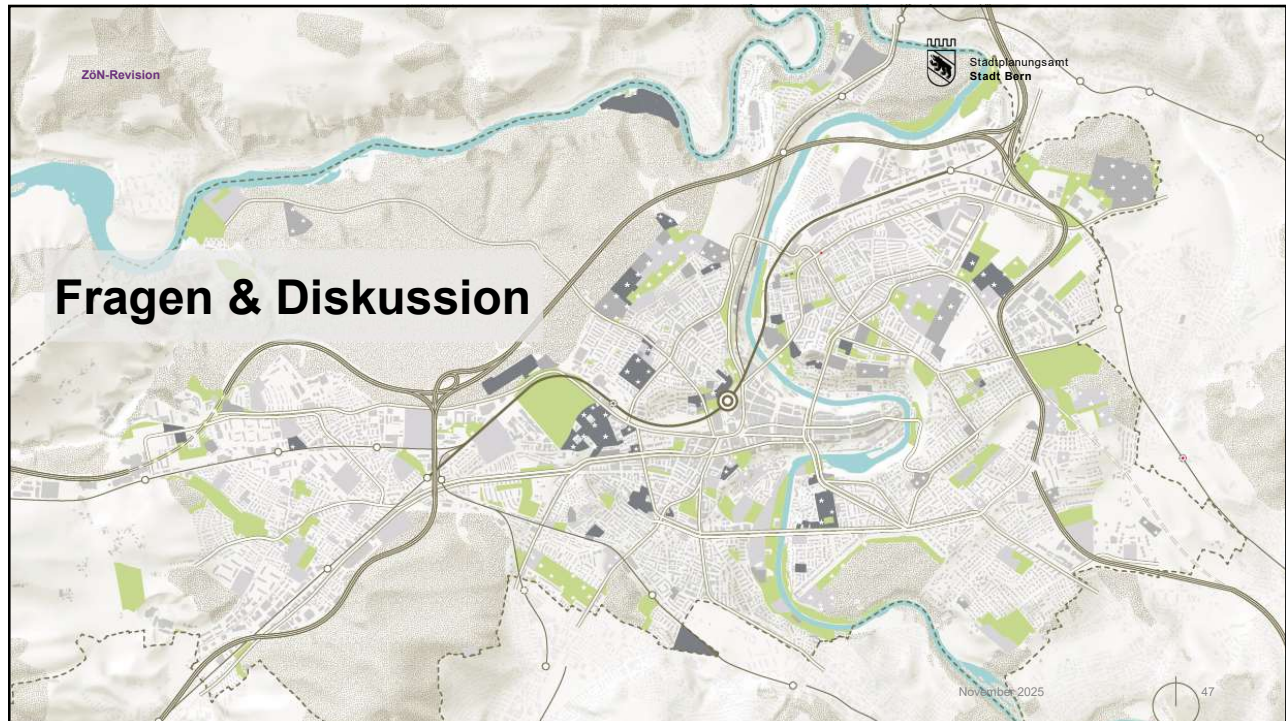 ZöN-Revision
Stadtplanungsamt
Stadt Bern
Fragen & Diskussion
November 2025
47